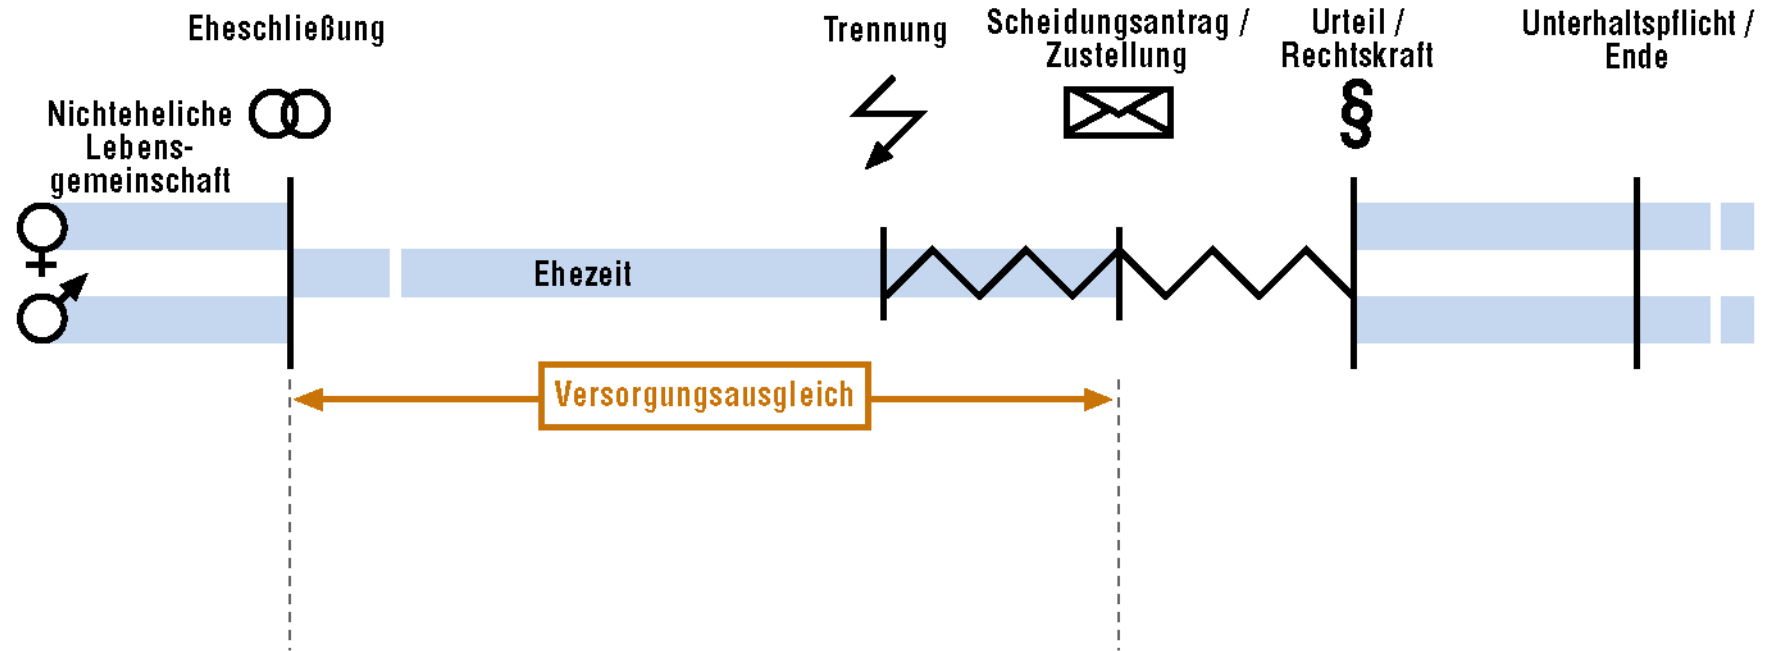 Eheschließung
Trennung
Scheidungsantrag /
Zustellung
Urteil /
Rechtskraft
Unterhaltspflicht /
Ende
Nichteheliche
Lebens-
gemeinschaft
§
Ehezeit
Versorgungsausgleich